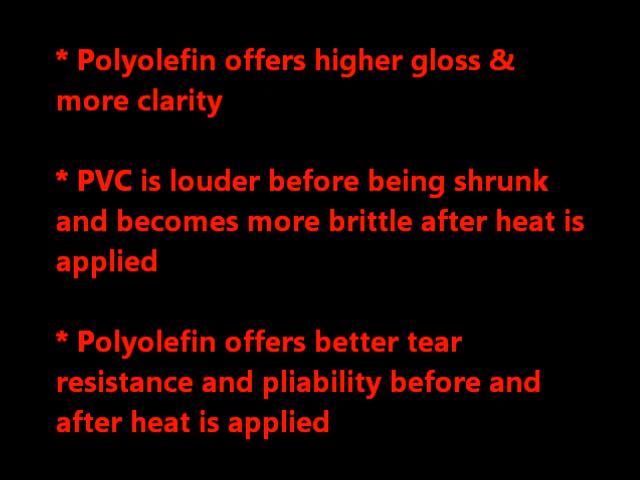 * Polyolefin offers higher gloss &
more clarity
* PVC is louder before being shrunk
and becomes more brittle after heat is
applied
* Polyolefin offers better tear
resistance and pliability before and
after heat is applied